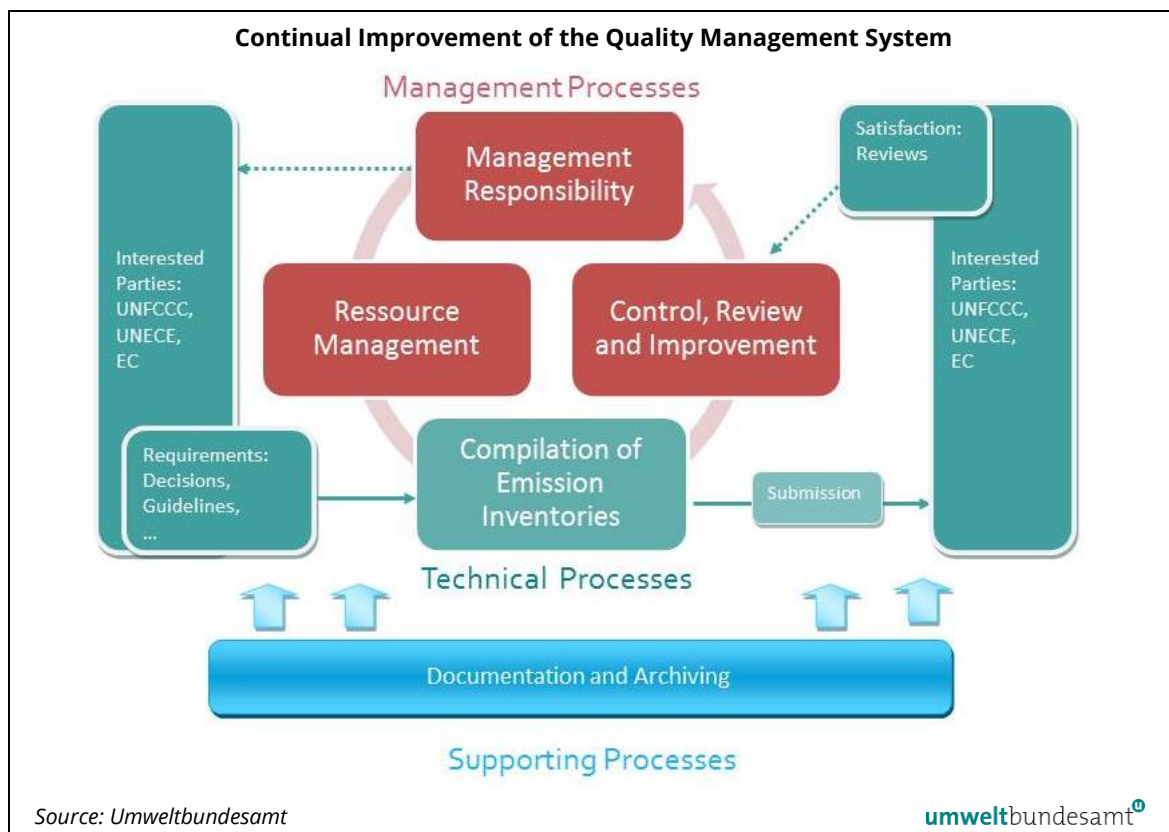 Continual Improvement of the Quality Management System
Management Processes
Management
Responsibility
Satisfaction:
Reviews
Interested
Parties:
UNFCCC,
UNECE,
EC
Ressource
Management
Control, Review
and Improvement
Interested
Parties:
UNFCCC,
UNECE,
EC
Requirements:
Decisions,
Guidelines,
...
Compilation of
Emission
Inventories
Submission
Technical Processes
Documentation and Archiving
Supporting Processes
Source: Umweltbundesamt
umweltbundesamt